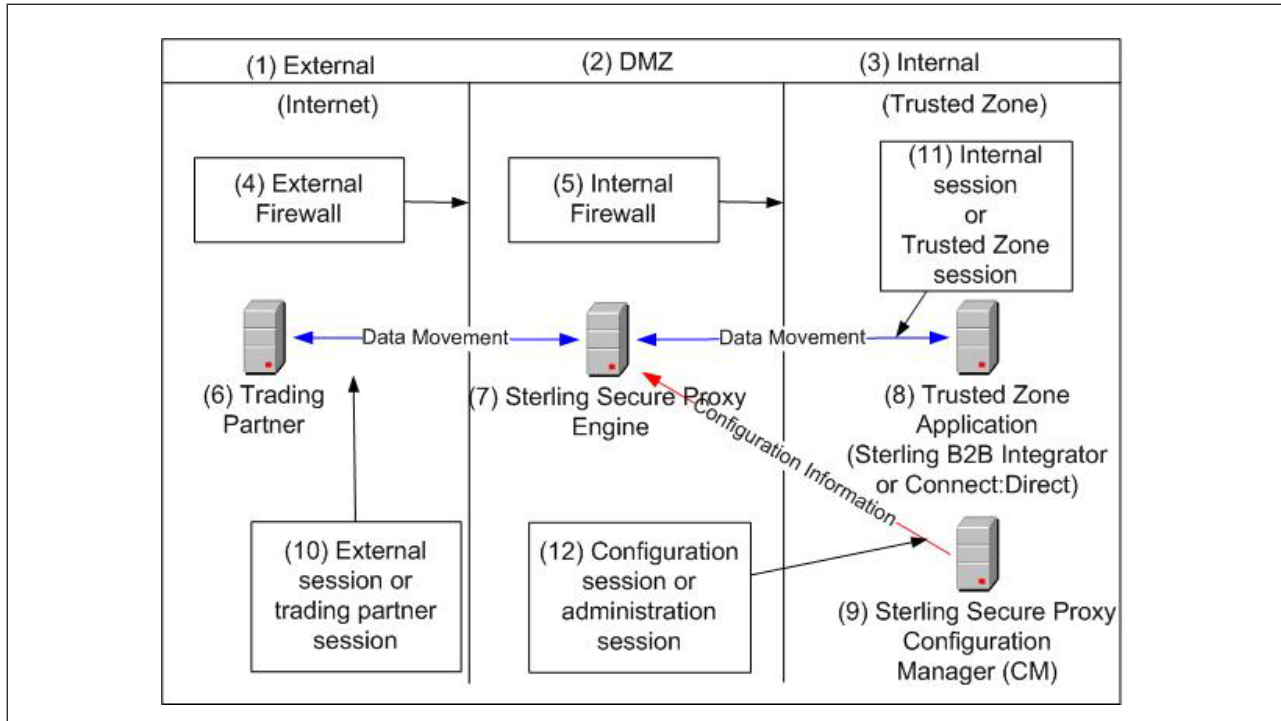 (1) External
(2) DMZ
(3) Internal
(Internet)
(Trusted Zone)
(4) External
Firewall
(5) Internal
Firewall
(11) Internal
session
or
Trusted Zone
session
Data Movement
Data Movement
(6) Trading
Partner
(7) Sterling Secure Proxy
Engine
(8) Trusted Zone
Application
(Sterling B2B Integrator
or Connect:Direct)
Configuration Information
(10) External
session or
trading partner
session
(12) Configuration
session or
administration
session
(9) Sterling Secure Proxy
Configuration
Manager (CM)